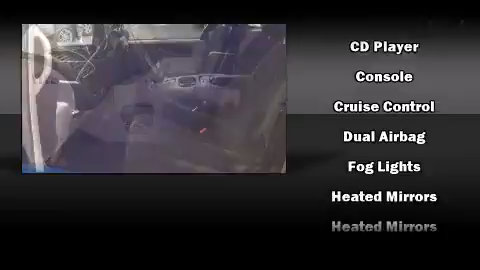 CD Player
Console
Cruise Control
Dual Airbag
Fog Lights
Heated Mirrors
Heated Mirrors